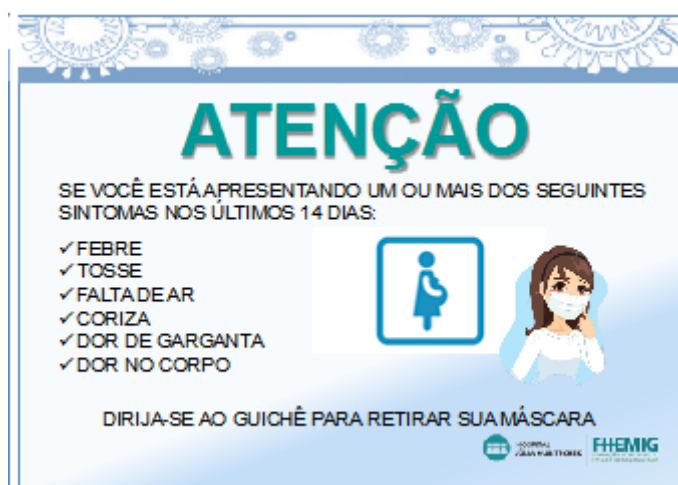 ATENÇÃO
SE VOCÊ ESTÁ APRESENTANDO UM OU MAIS DOS SEGUINTES
SINTOMAS NOS ÚLTIMOS 14 DIAS:
✓FEBRE
✓TOSSE
✓FALTA DE AR
✓CORIZA
✓DOR DE GARGANTA
✓DOR NO CORPO
DIRIJA-SE AO GUICHÊ PARA RETIRAR SUA MÁSCARA
HOSPITAL
FHEMIG